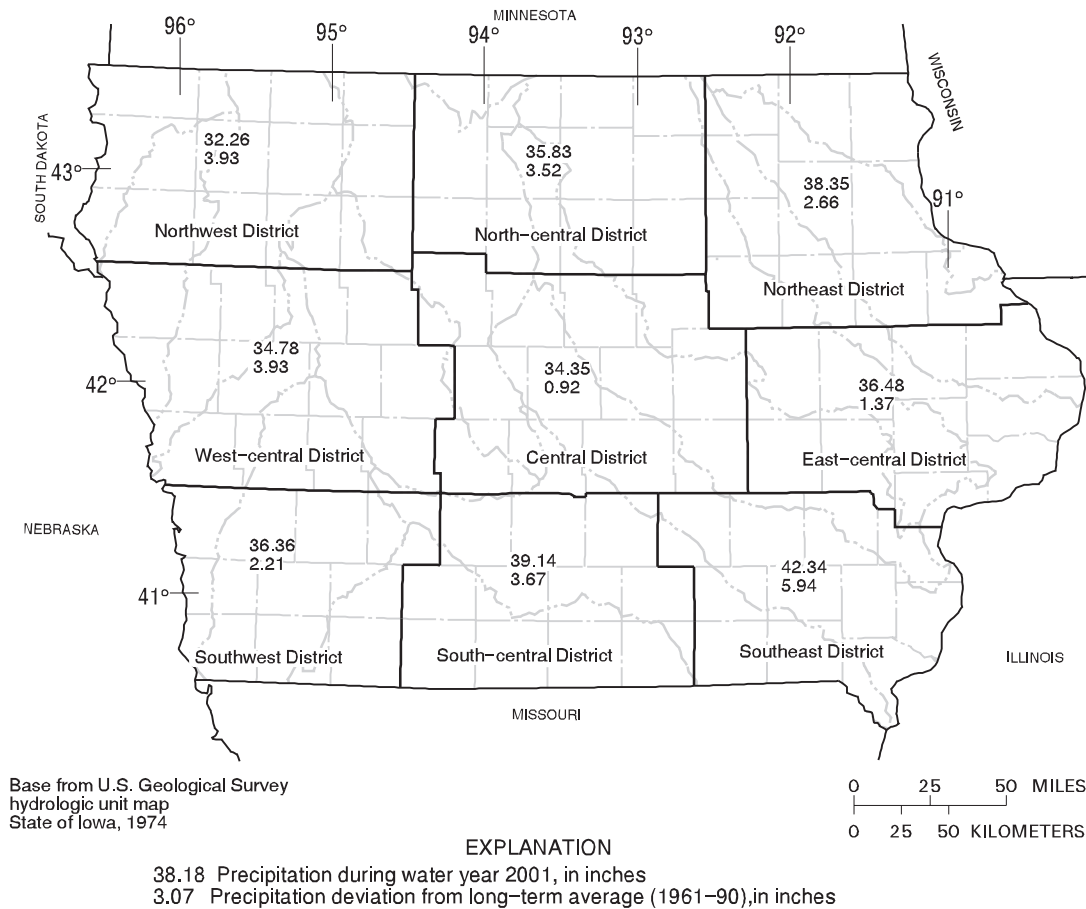 MINNESOTA
96° 95° 94° 93° 92°
WISCONSIN
SOUTH DAKOTA
43°
32.26
3.93
Northwest District
35.83
3.52
North-central District
38.35
2.66
91°
Northeast District
42°
34.78
3.93
West-central District
34.35
0.92
Central District
36.48
1.37
East-central District
NEBRASKA
41°
36.36
2.21
Southwest District
39.14
3.67
South-central District
42.34
5.94
Southeast District
ILLINOIS
MISSOURI
Base from U.S. Geological Survey
hydrologic unit map
State of Iowa, 1974
0 25 50 MILES
0 25 50 KILOMETERS
EXPLANATION
38.18 Precipitation during water year 2001, in inches
3.07 Precipitation deviation from long-term average (1961-90),in inches